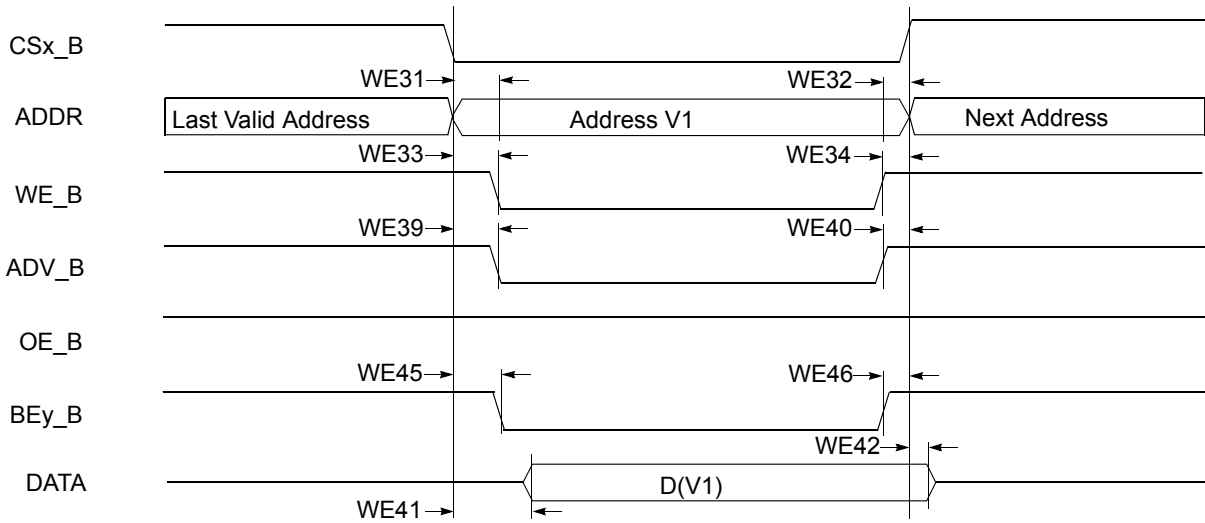 CSx_B
WE31
WE32
ADDR
Last Valid Address
Address V1
Next Address
WE33
WE34
WE_B
WE39
WE40
ADV_B
OE_B
WE45
WE46
BEy_B
WE42
DATA
D(V1)
WE41